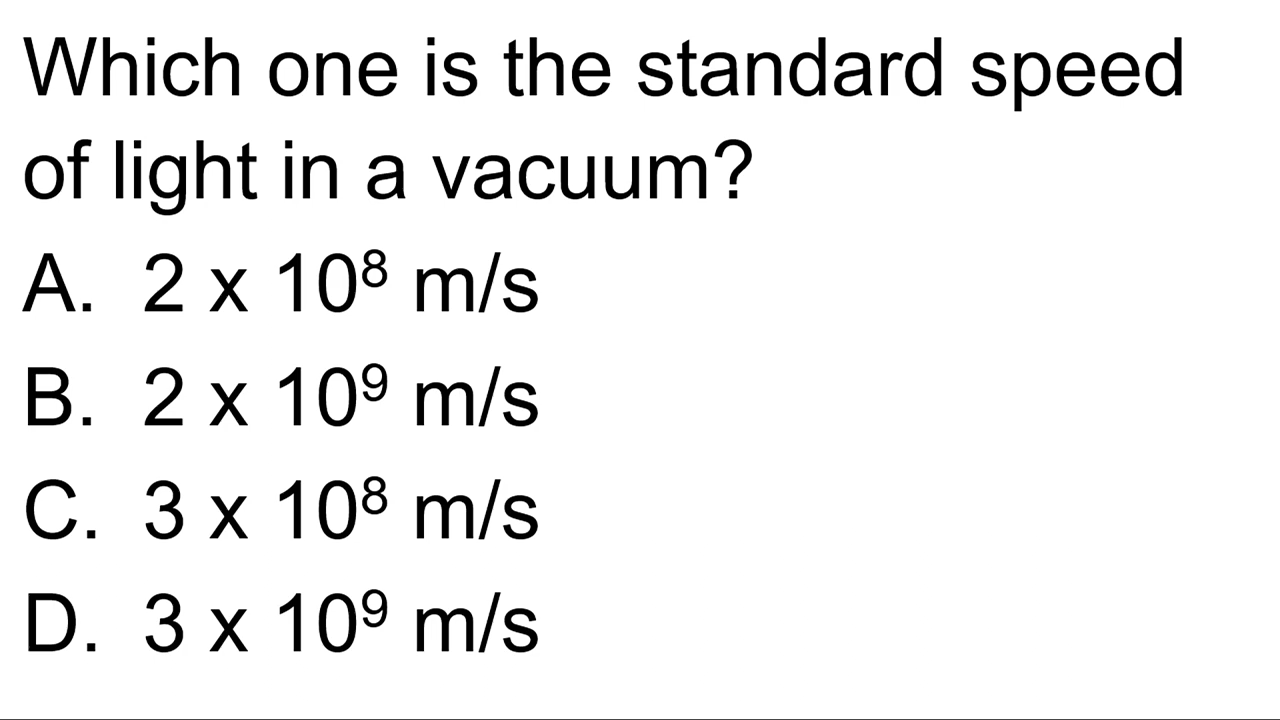 Which one is the standard speed
of light in a vacuum?
A. 2 x 10⁸ m/s
B. 2 x 10⁹ m/s
C. 3 x 10⁸ m/s
D. 3 x 10⁹ m/s